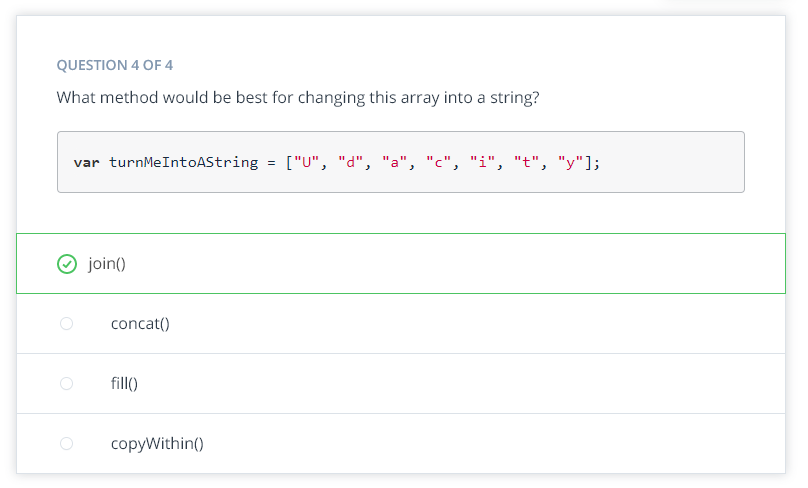 QUESTION 4 OF 4
What method would be best for changing this array into a string?
var turnMeIntoAString = ["U", "d", "a", "c", "i", "t", "y"];
join()
concat()
fill()
copyWithin()